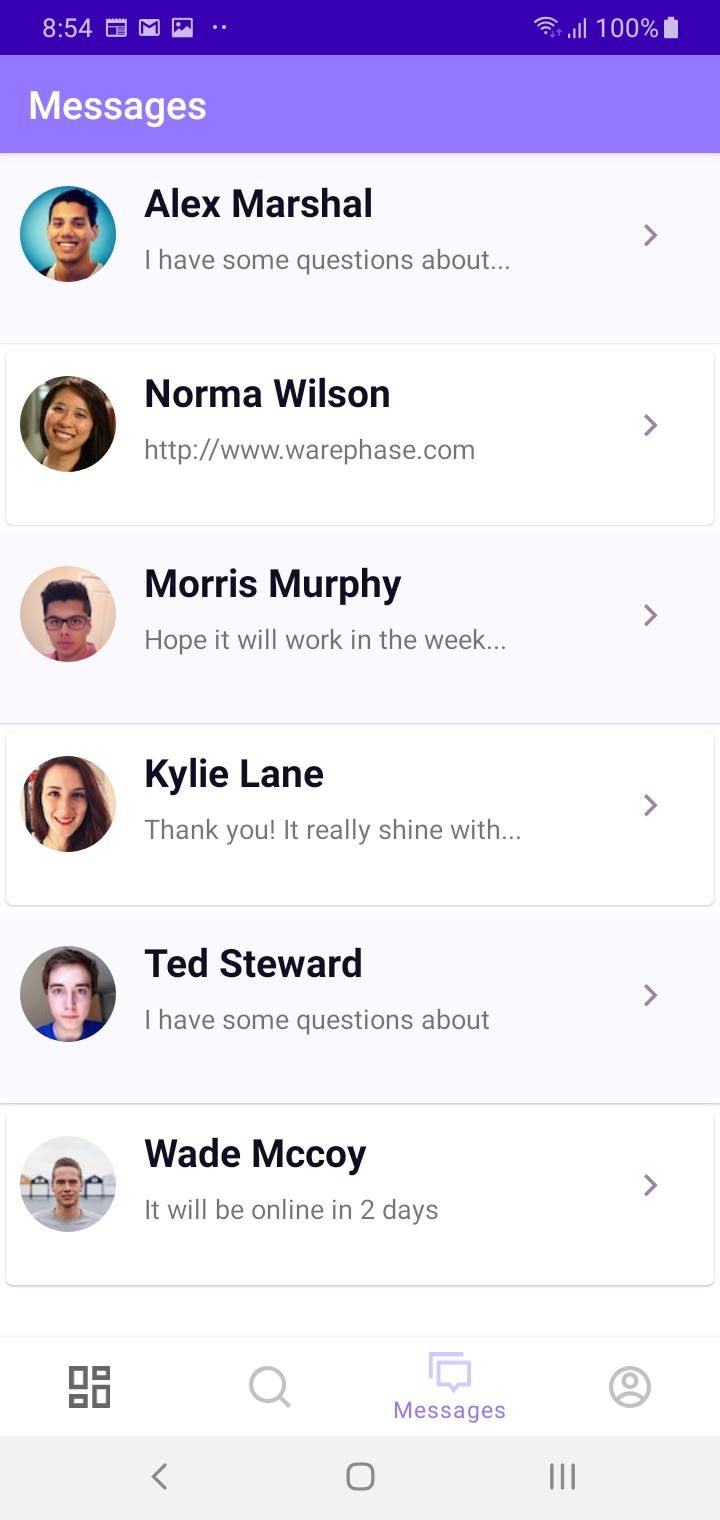 8:54
100%
Messages
Alex Marshal
I have some questions about...
Norma Wilson
http://www.warephase.com
Morris Murphy
Hope it will work in the week...
Kylie Lane
Thank you! It really shine with...
Ted Steward
I have some questions about
Wade Mccoy
It will be online in 2 days
Messages